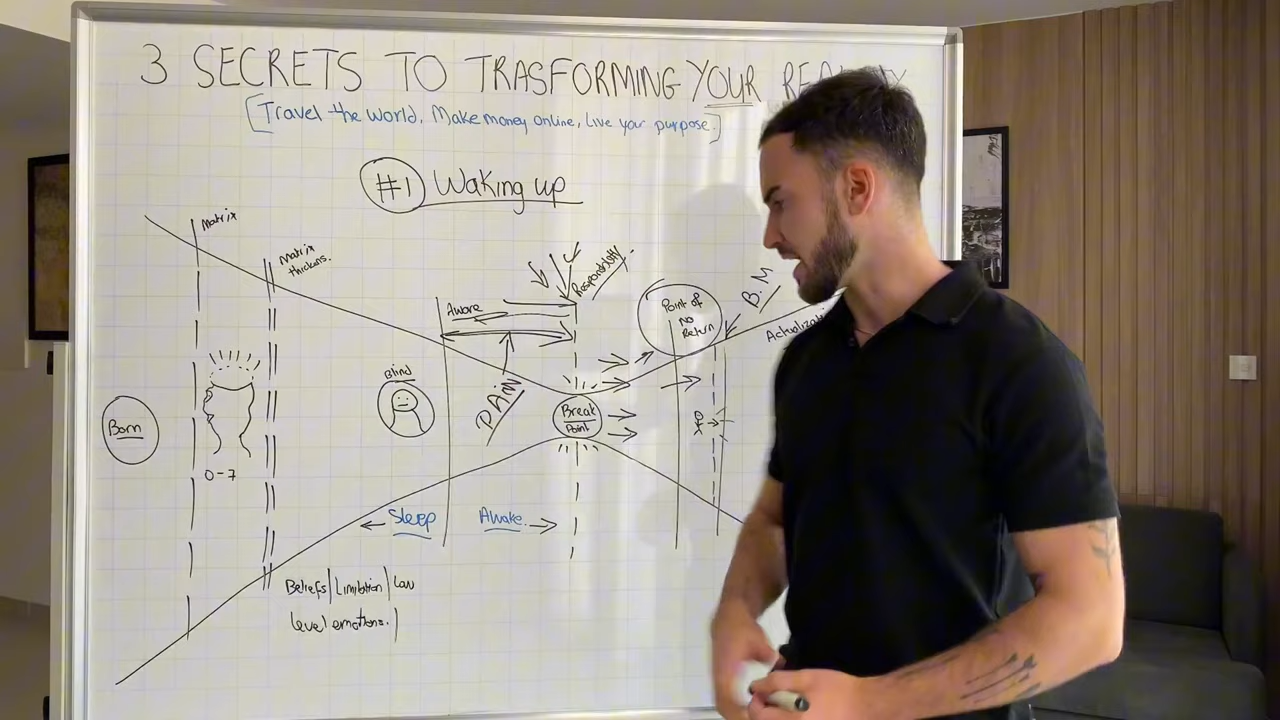 3 SECRETS TO TRASFORMING YOUR
[Travel the world, Make money online, Live your purpose.]
#1 Waking up
Matrix
Matrix
thickens.
Responsibility.
Aware
Point of
No
Return
B.M
Blind
PAIN
Break
Point
Born
0-7
Sleep
Awake
Beliefs | Limitation | Low
level emotions. |